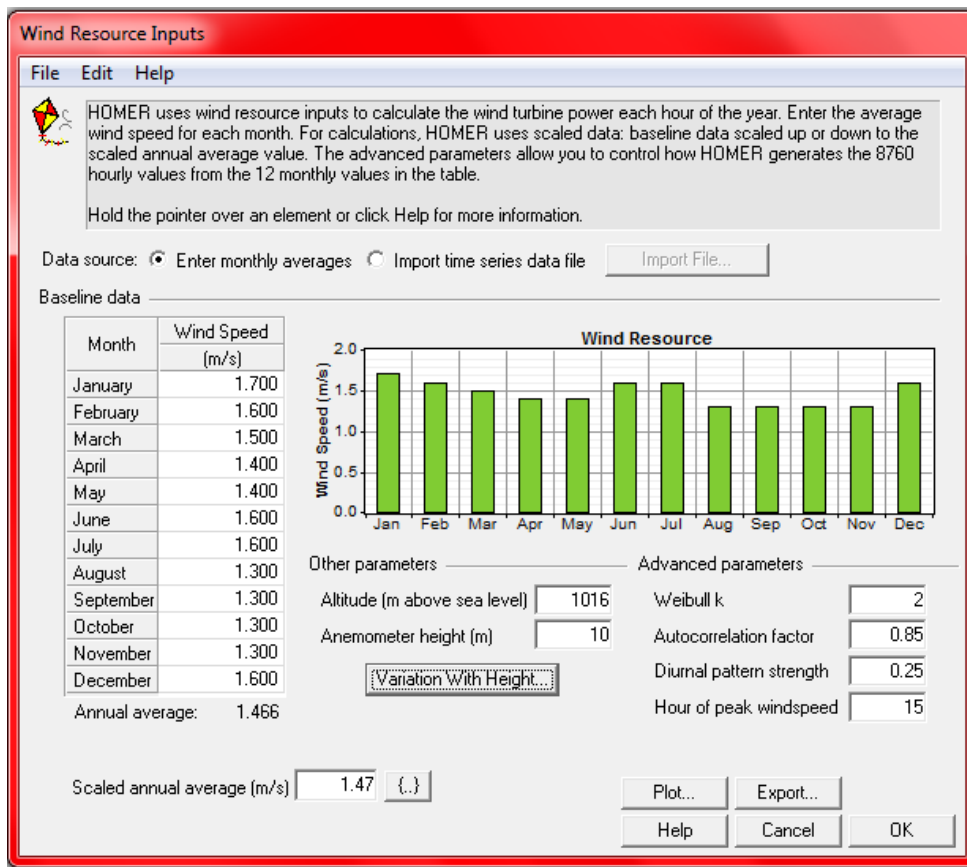 Wind Resource Inputs
File Edit Help
HOMER uses wind resource inputs to calculate the wind turbine power each hour of the year. Enter the average
wind speed for each month. For calculations, HOMER uses scaled data: baseline data scaled up or down to the
scaled annual average value. The advanced parameters allow you to control how HOMER generates the 8760
hourly values from the 12 monthly values in the table.
Hold the pointer over an element or click Help for more information.
Data source: Enter monthly averages Import time series data file Import File...
Baseline data
Month Wind Speed
(m/s)
January 1.700
February 1.600
March 1.500
April 1.400
May 1.400
June 1.600
July 1.600
August 1.300
September 1.300
October 1.300
November 1.300
December 1.600
Annual average: 1.466
Wind Resource
Wind Speed (m/s)
2.0
1.5
1.0
0.5
0.0
Jan Feb Mar Apr May Jun Jul Aug Sep Oct Nov Dec
Other parameters
Altitude (m above sea level) 1016
Anemometer height (m) 10
Variation With Height...
Advanced parameters
Weibull k 2
Autocorrelation factor 0.85
Diurnal pattern strength 0.25
Hour of peak windspeed 15
Scaled annual average (m/s) 1.47 {..}
Plot... Export...
Help Cancel OK